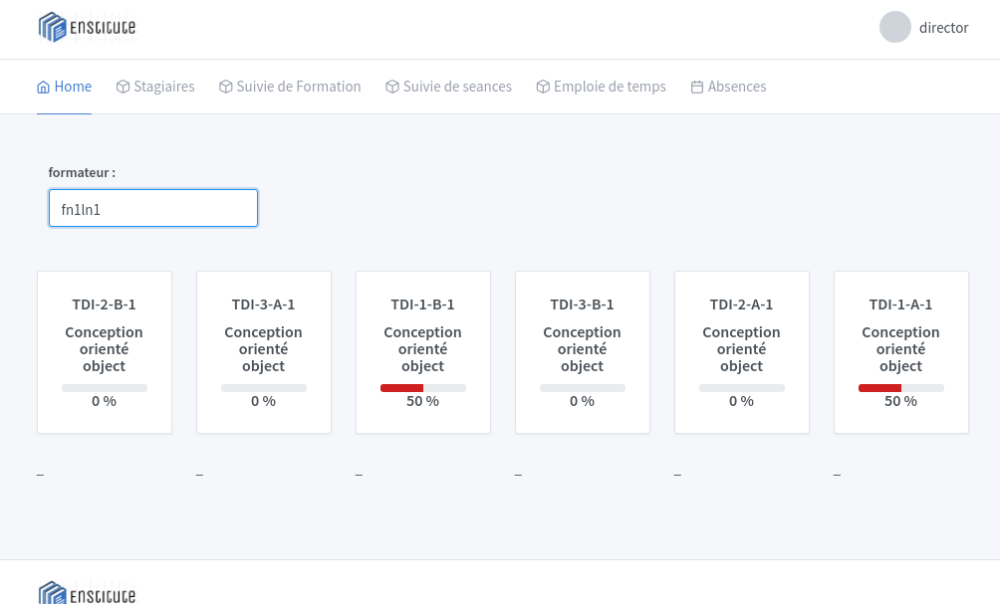 Enstitute
director
Home
Stagiaires
Suivie de Formation
Suivie de seances
Emploie de temps
Absences
formateur :
fn1ln1
TDI-2-B-1
Conception
orienté
object
0 %
TDI-3-A-1
Conception
orienté
object
0 %
TDI-1-B-1
Conception
orienté
object
50 %
TDI-3-B-1
Conception
orienté
object
0 %
TDI-2-A-1
Conception
orienté
object
0 %
TDI-1-A-1
Conception
orienté
object
50 %
_
_
_
_
_
_
Enstitute